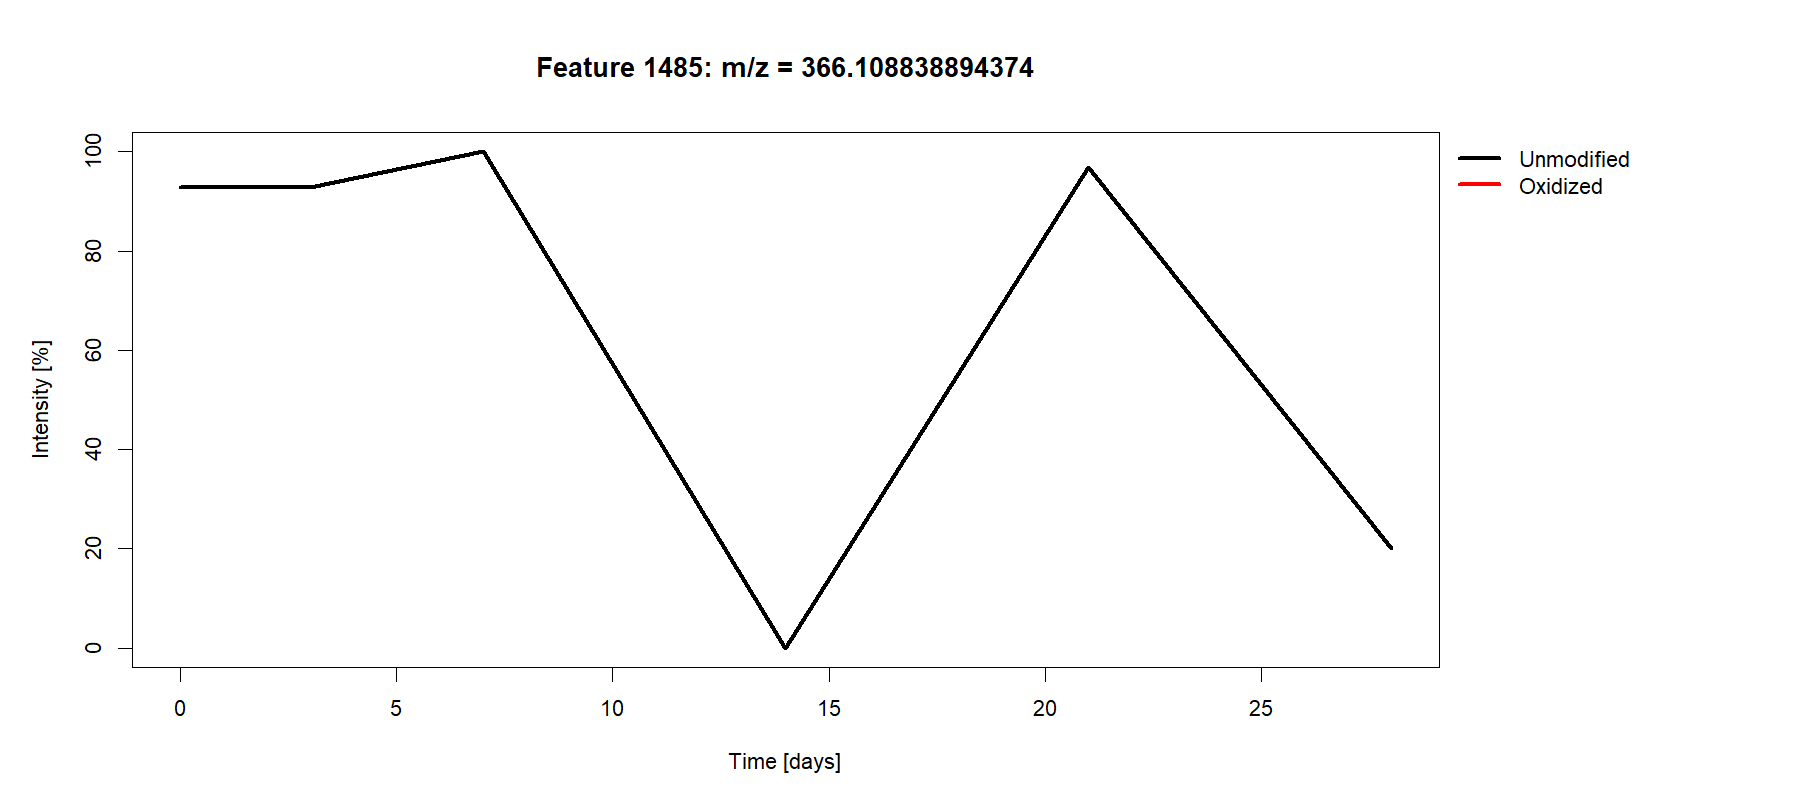 Feature 1485: m/z = 366.108838894374
Unmodified
Oxidized
100
80
60
40
20
0
Intensity [%]
0 5 10 15 20 25
Time [days]